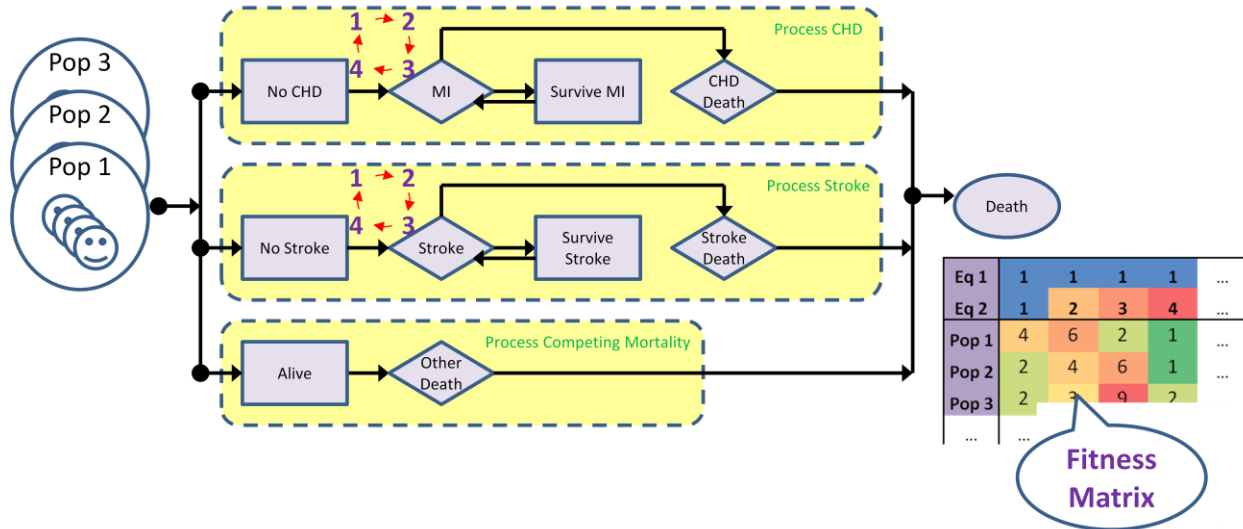 Pop 3
Pop 2
Pop 1
Process CHD
1 2
4 3
No CHD
MI
Survive MI
CHD
Death
Process Stroke
1 2
4 3
No Stroke
Stroke
Survive
Stroke
Stroke
Death
Process Competing Mortality
Alive
Other
Death
Death
Eq 1 1 1 1 1 ...
Eq 2 1 2 3 4 ...
Pop 1 4 6 2 1 ...
Pop 2 2 4 6 1 ...
Pop 3 2 3 9 2
... ...
Fitness
Matrix